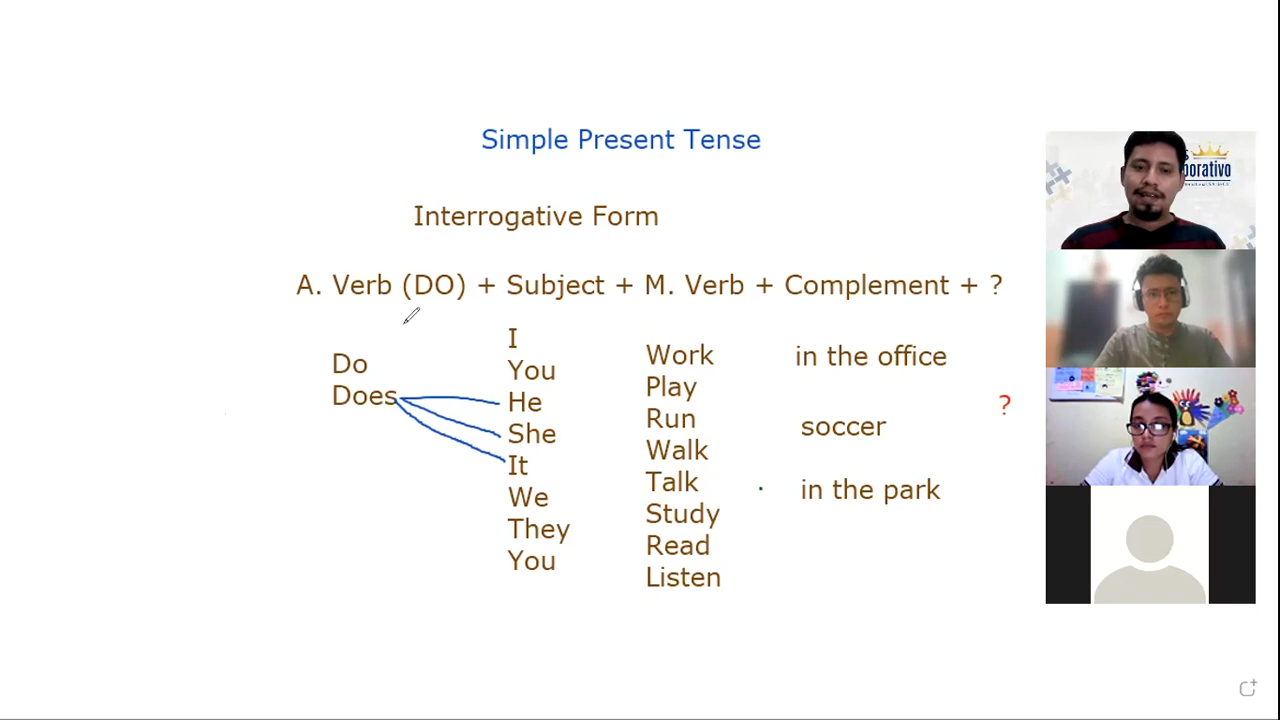 Simple Present Tense
Interrogative Form
A. Verb (DO) + Subject + M. Verb + Complement + ?
Do
Does
I
You
He
She
It
We
They
You
Work
Play
Run
Walk
Talk
Study
Read
Listen
in the office
soccer
in the park
?
porativo